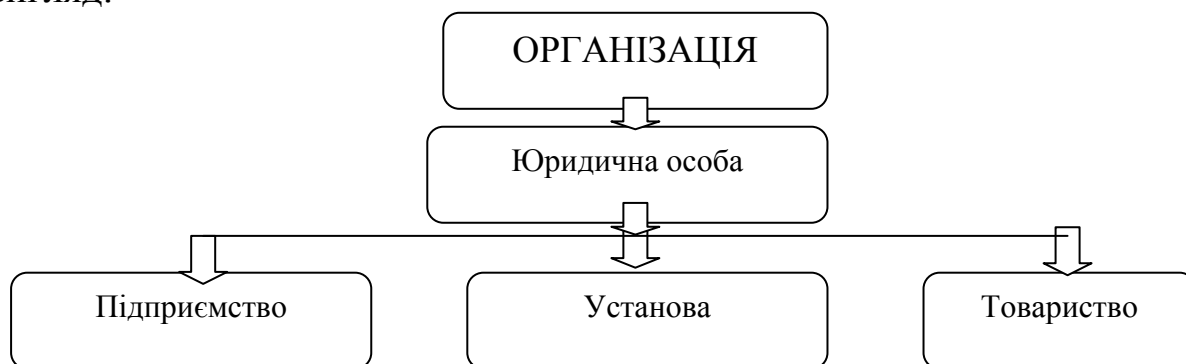 ОРГАНІЗАЦІЯ
Юридична особа
Підприємство Установа Товариство